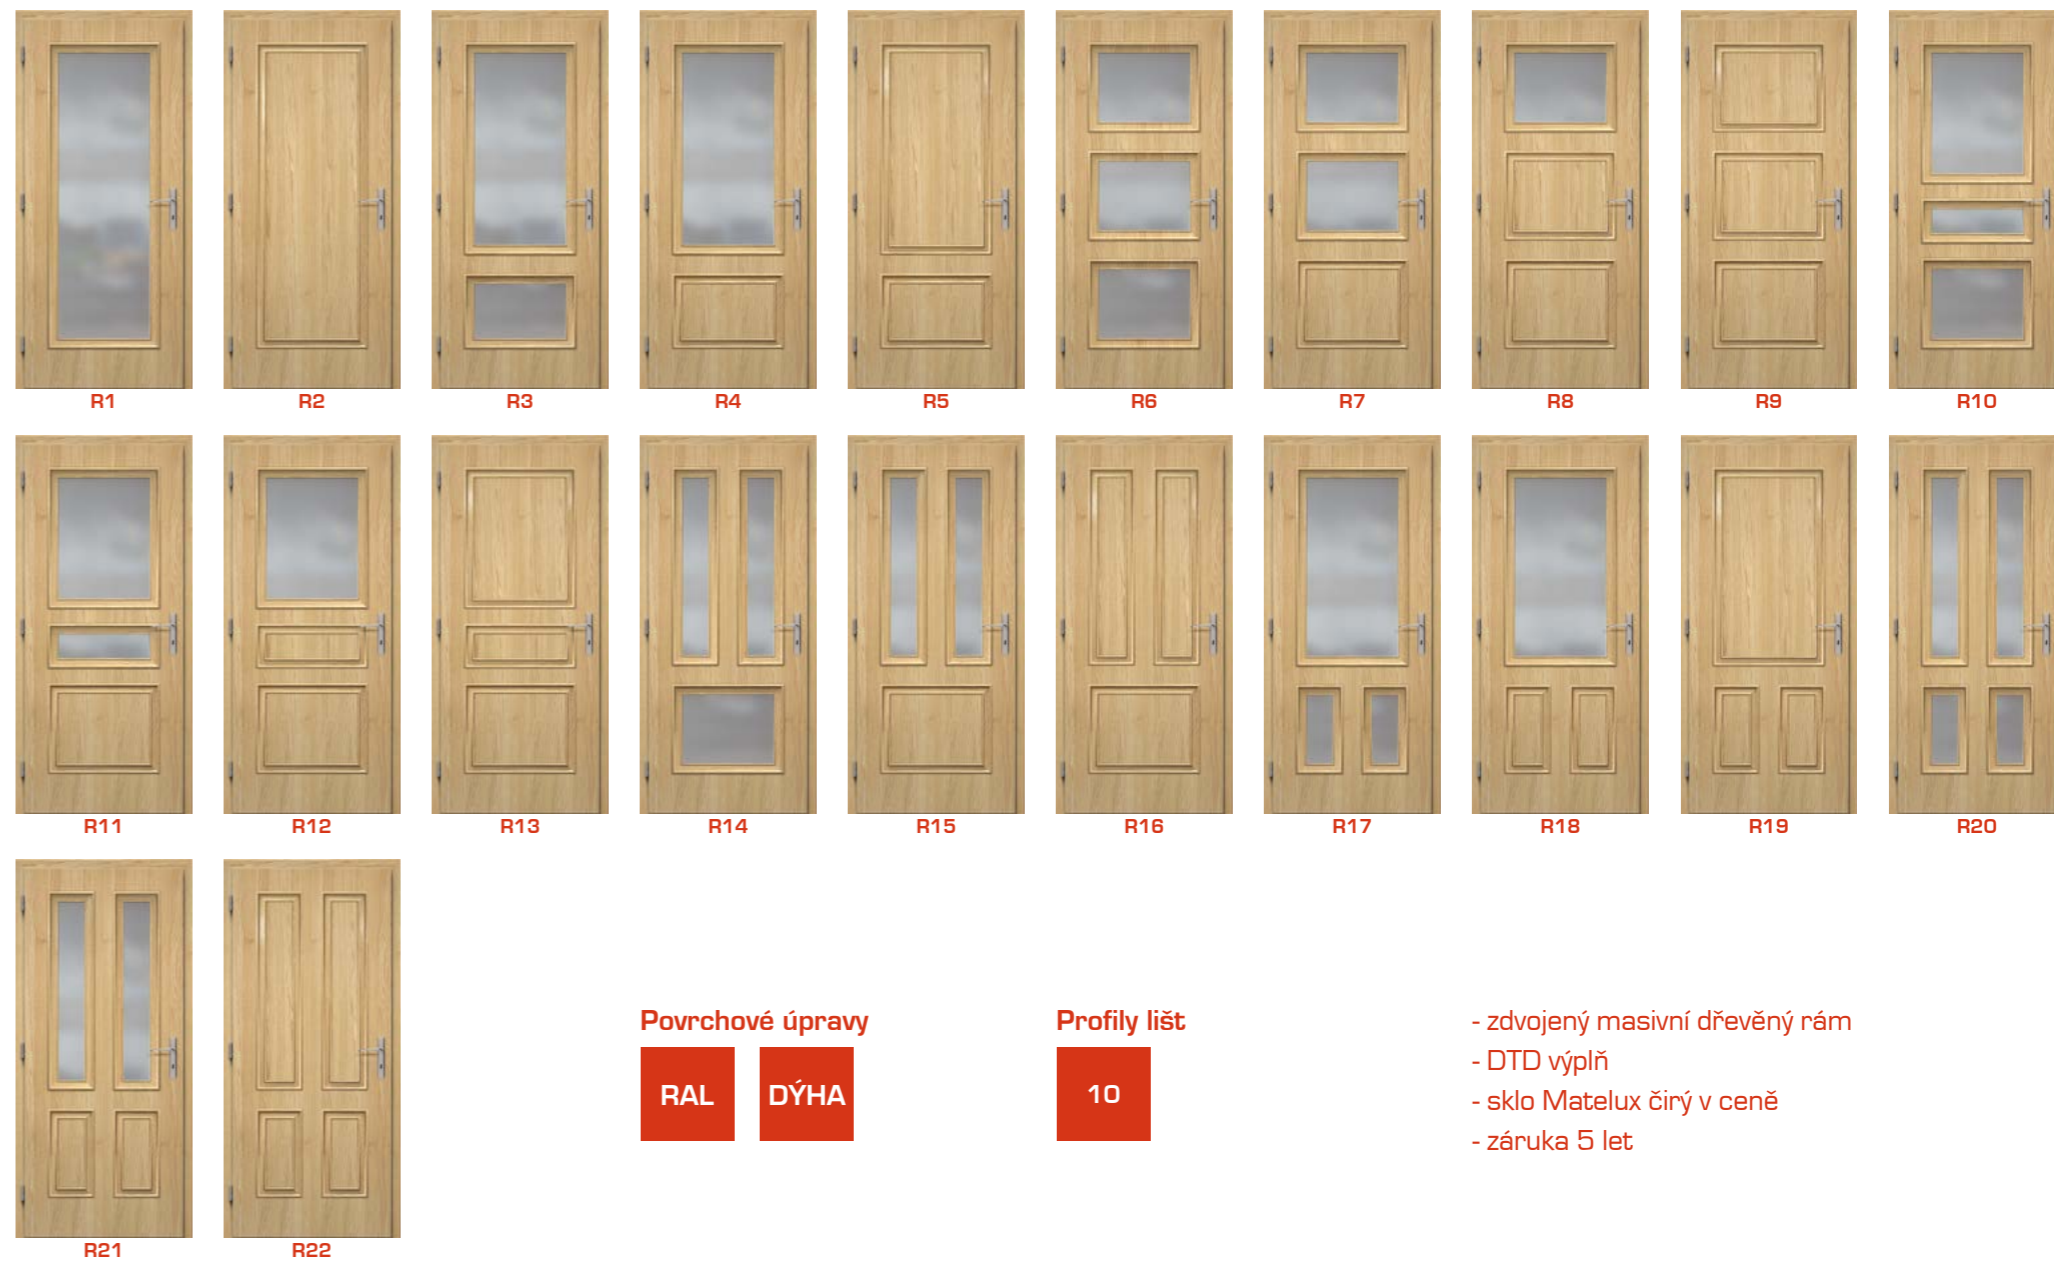 R1 R2 R3 R4 R5 R6 R7 R8 R9 R10
R11 R12 R13 R14 R15 R16 R17 R18 R19 R20
R21 R22
Povrchové úpravy
RAL DÝHA
Profily lišt
10
- zdvojený masivní dřevěný rám
- DTD výplň
- sklo Matelux čirý v ceně
- záruka 5 let